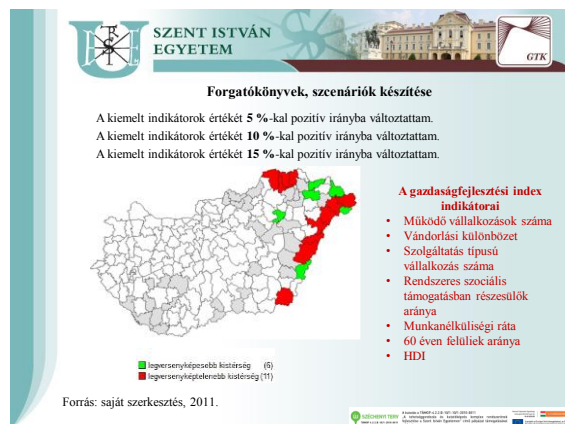 SZENT ISTVÁN
EGYETEM
GTK
Forgatókönyvek, szcenáriók készítése
A kiemelt indikátorok értékét 5 %-kal pozitív irányba változtattam.
A kiemelt indikátorok értékét 10 %-kal pozitív irányba változtattam.
A kiemelt indikátorok értékét 15 %-kal pozitív irányba változtattam.
A gazdaságfejlesztési index
indikátorai
• Működő vállalkozások száma
• Vándorlási különbözet
• Szolgáltatás típusú
vállalkozás száma
• Rendszeres szociális
támogatásban részesülők
aránya
• Munkanélküliségi ráta
• 60 éven felüliek aránya
• HDI
legversenyképesebb kistérség (6)
legversenyképtelenebb kistérség (11)
Forrás: saját szerkesztés, 2011.
SZÉCHENYI TERV